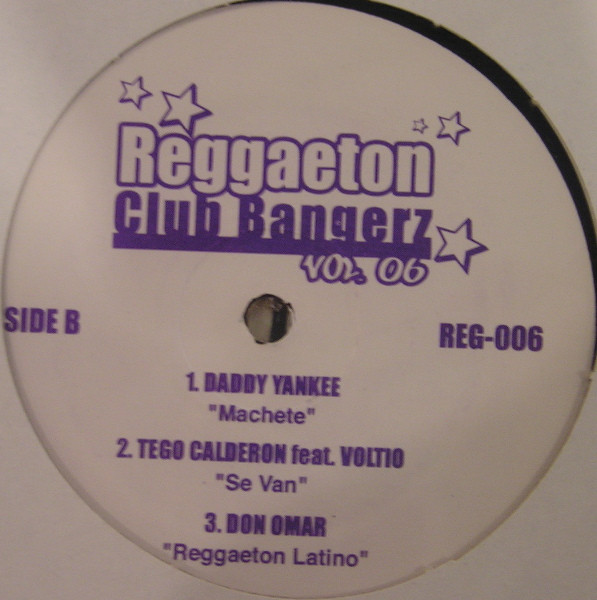 Reggaeton
Club Bangerz
VOL. 06
SIDE B
REG-006
1. DADDY YANKEE
"Machete"
2. TEGO CALDERON feat. VOLTIO
"Se Van"
3. DON OMAR
"Reggaeton Latino"